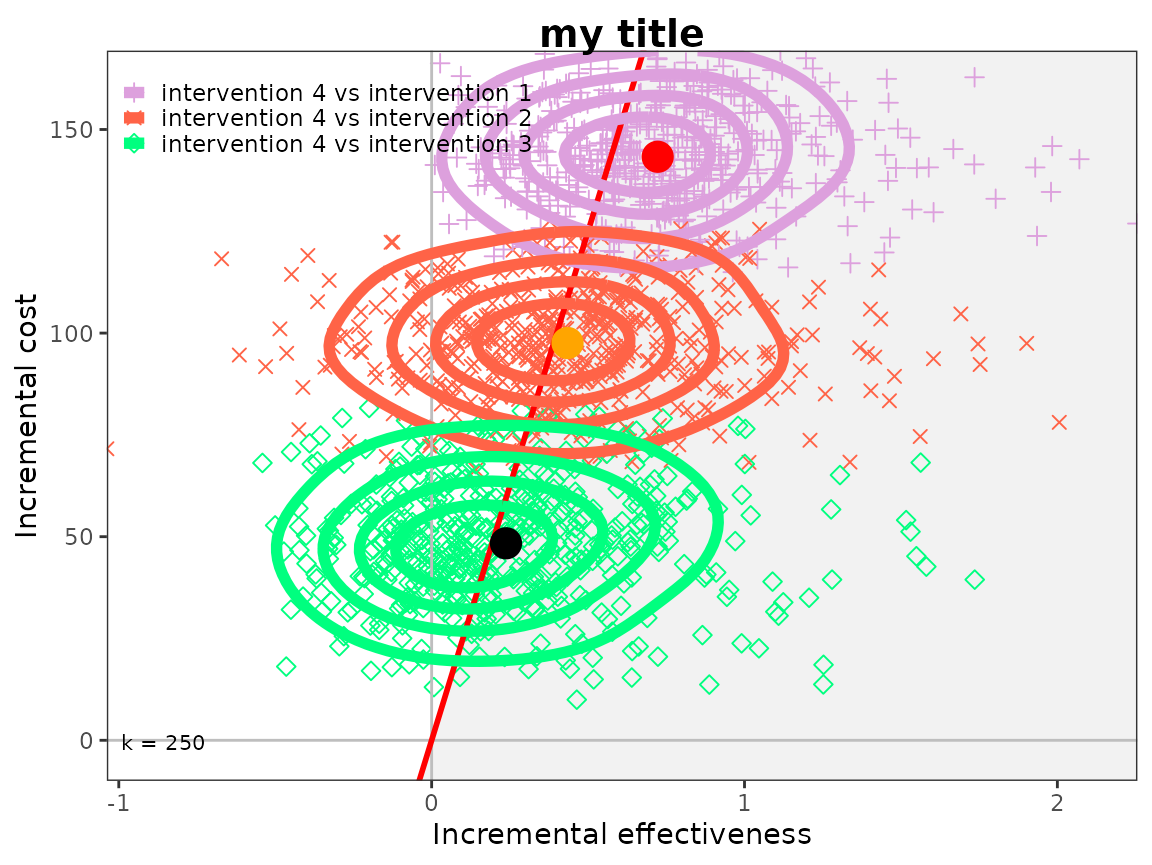 my title
intervention 4 vs intervention 1
intervention 4 vs intervention 2
intervention 4 vs intervention 3
Incremental cost
150
100
50
0
k = 250
-1
0
1
2
Incremental effectiveness